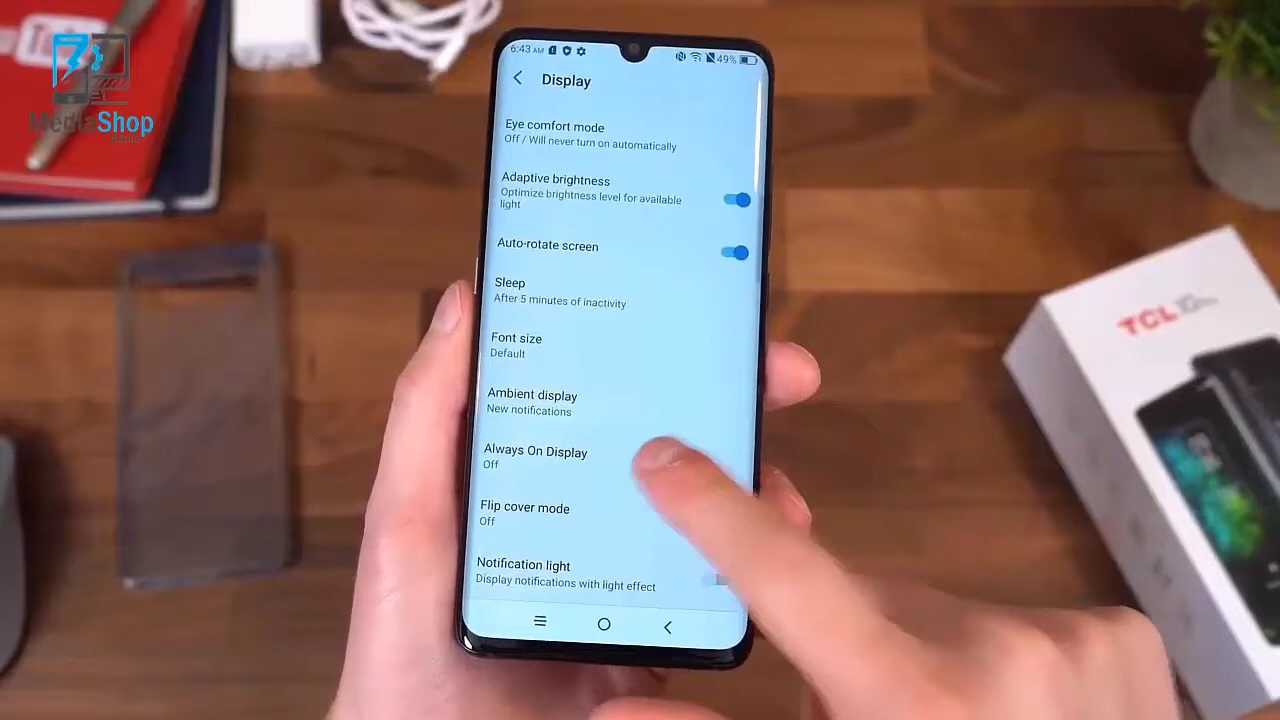 MediaShop
6:43 AM
49%
Display
Eye comfort mode
Off / Will never turn on automatically
Adaptive brightness
Optimize brightness level for available
light
Auto-rotate screen
Sleep
After 5 minutes of inactivity
Font size
Default
Ambient display
New notifications
Always On Display
Off
Flip cover mode
Off
Notification light
Display notifications with light effect
TCL